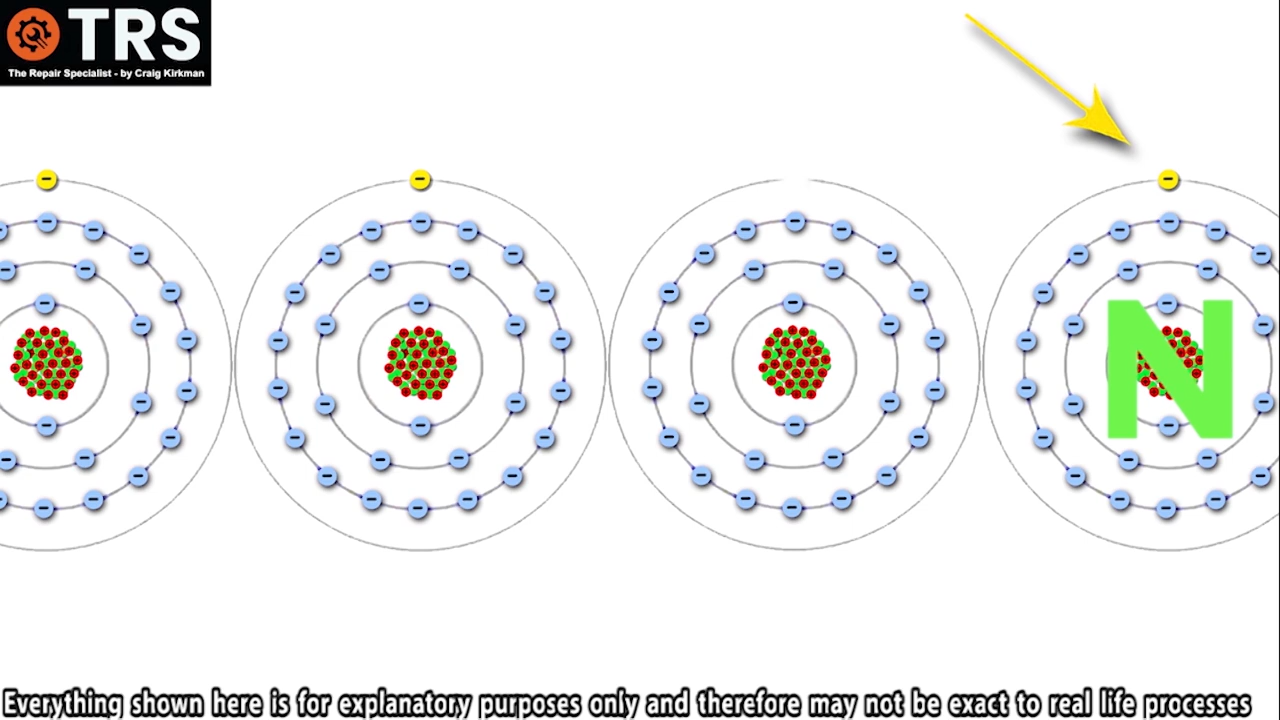 TRS
The Repair Specialist - by Craig Kirkman
N
Everything shown here is for explanatory purposes only and therefore may not be exact to real life processes